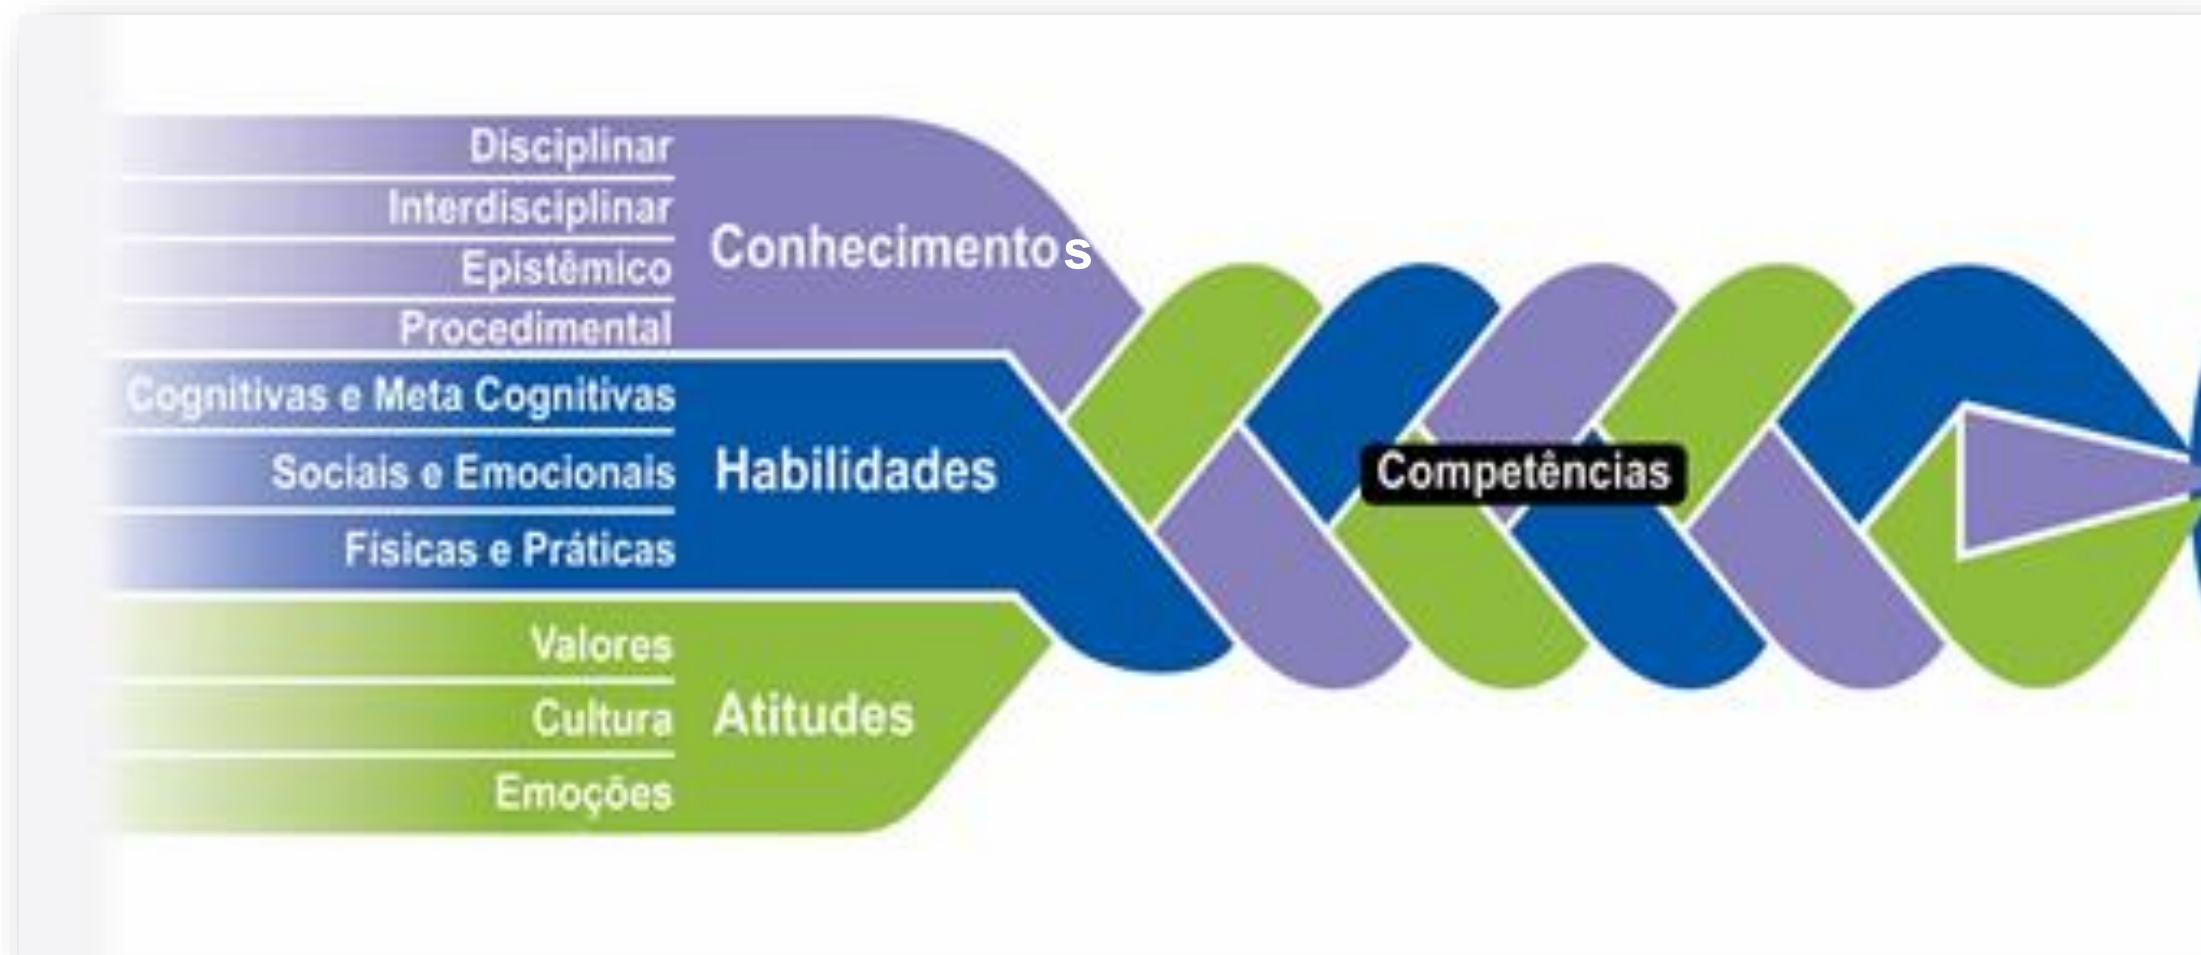 Disciplinar
Interdisciplinar
Epistêmico
Procedimental
Conhecimentos
Cognitivas e Meta Cognitivas
Sociais e Emocionais
Físicas e Práticas
Habilidades
Valores
Cultura
Emoções
Atitudes
Competências